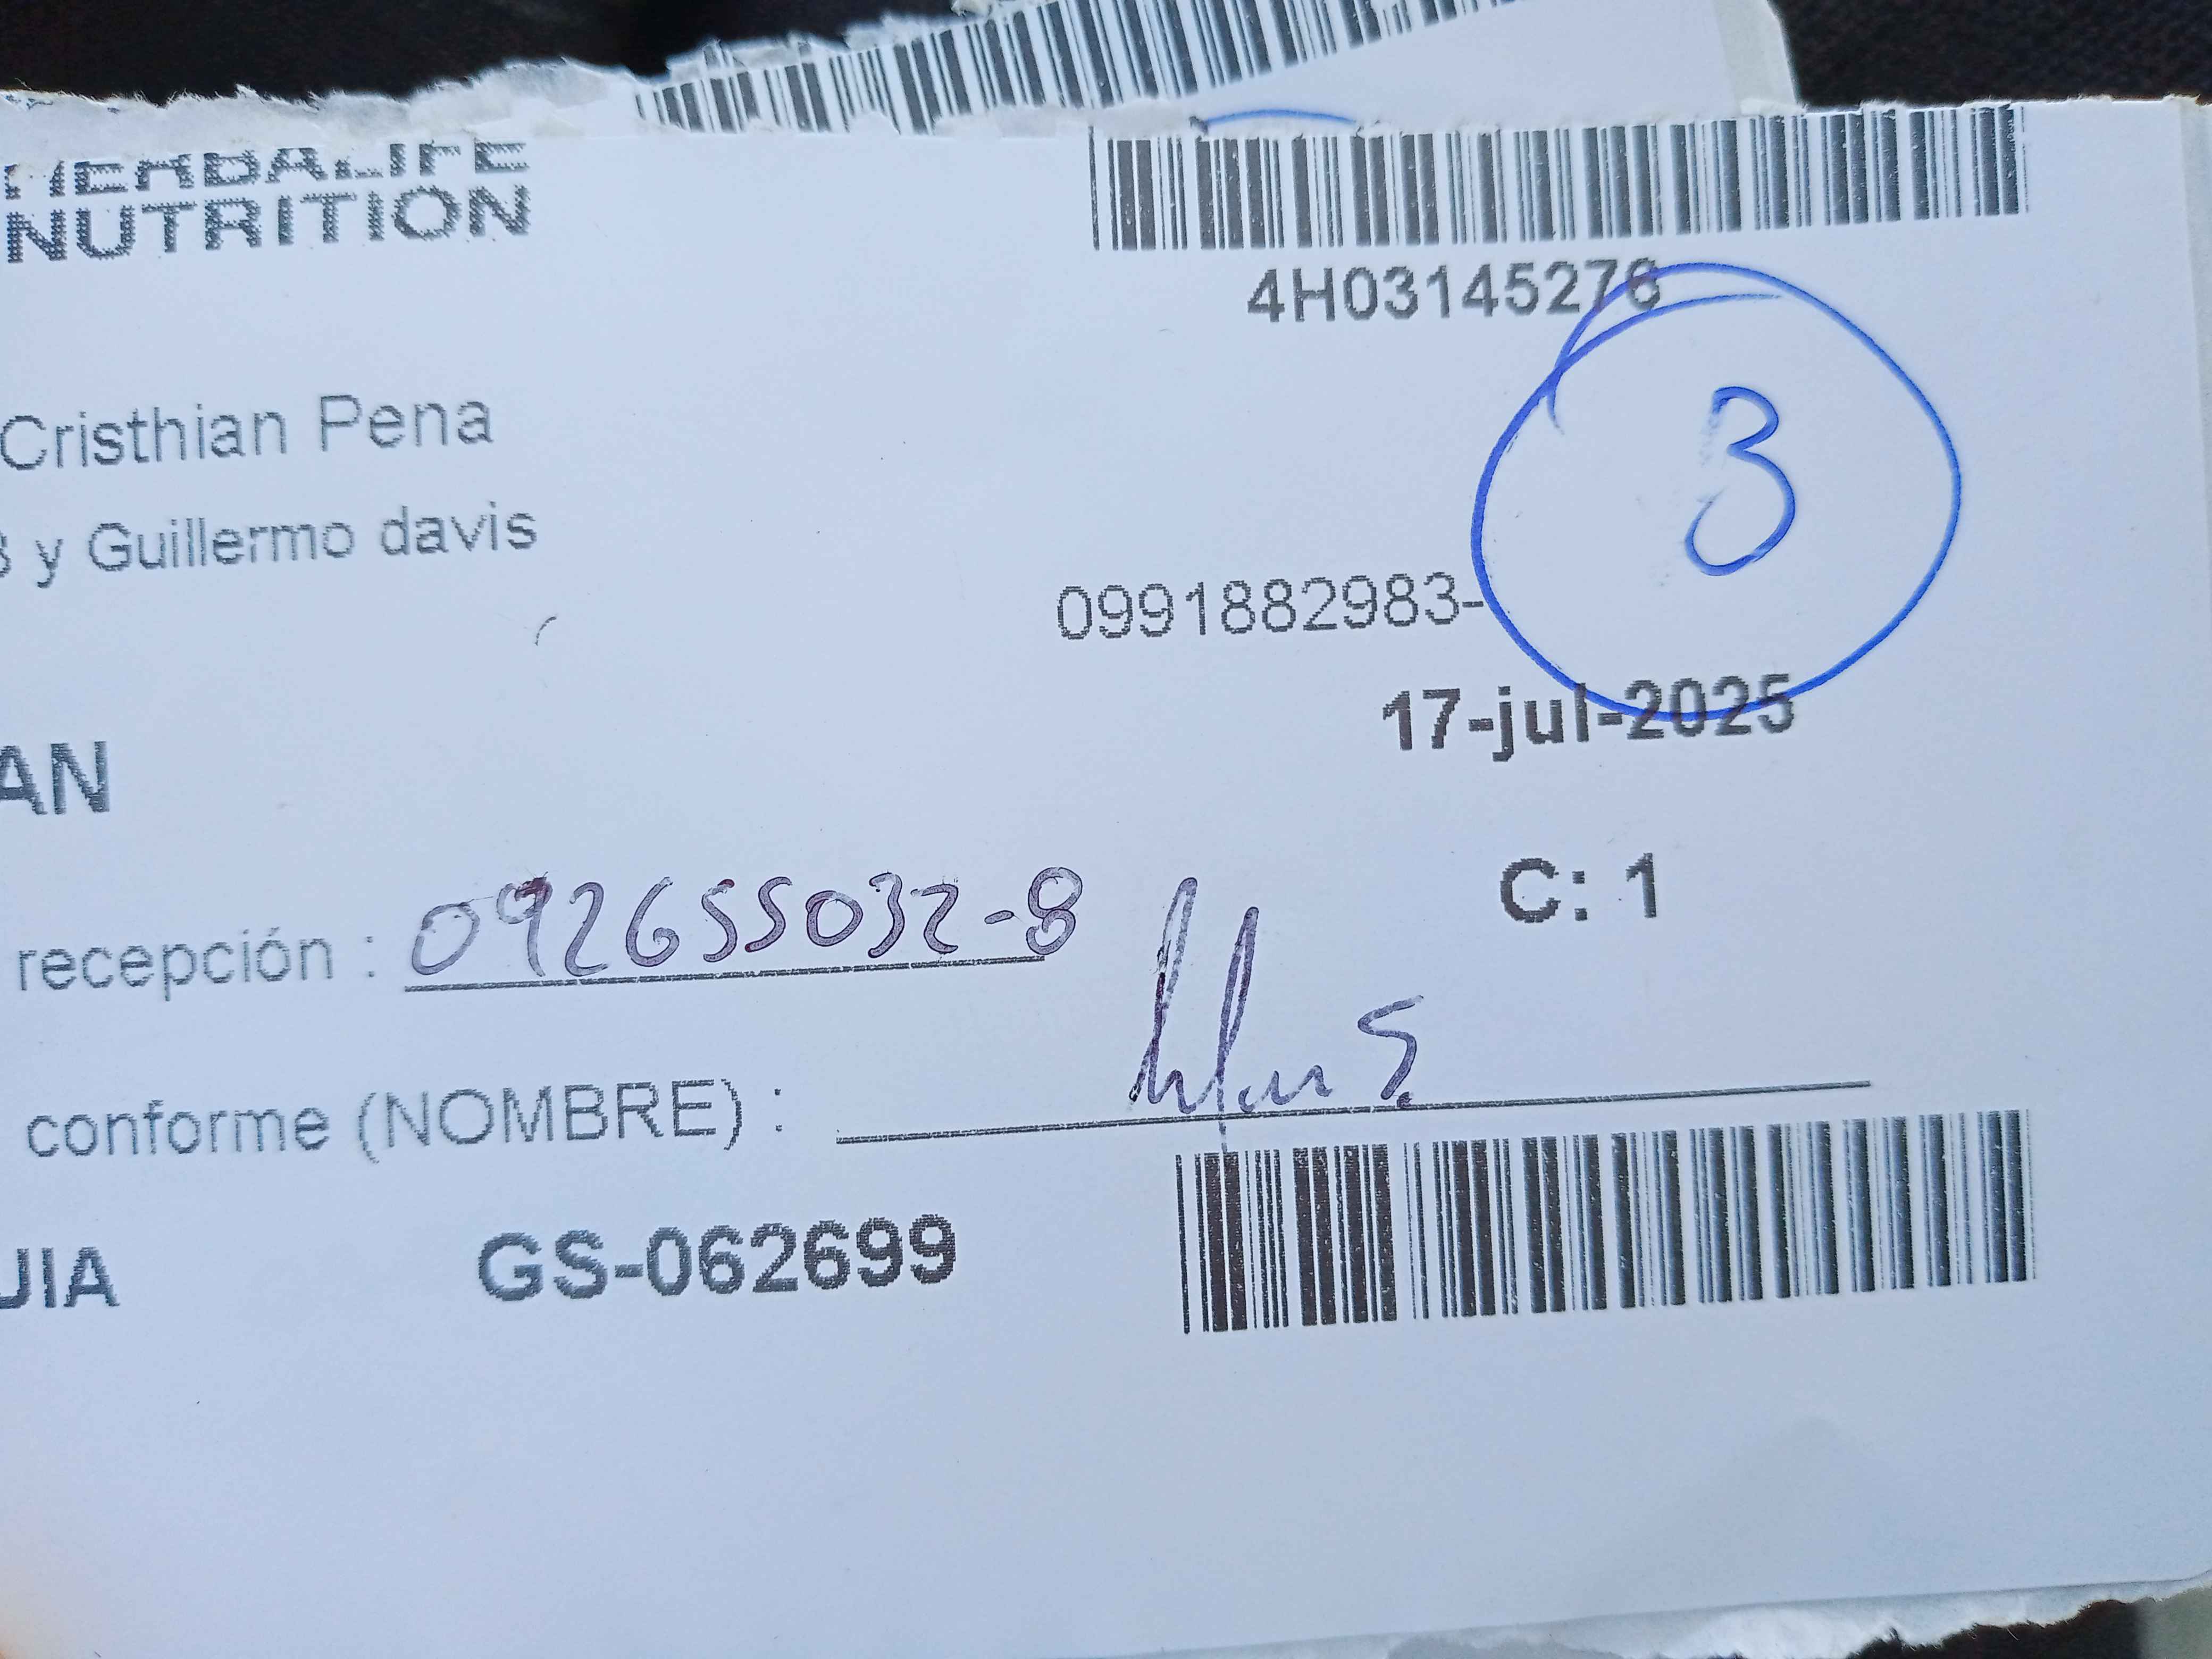 HERBALIFE
NUTRITION
4H03145276
3
Cristhian Pena
y Guillermo davis
0991882983-
17-jul-2025
AN
C: 1
recepción : 092655032-8
conforme (NOMBRE) :
UIA GS-062699